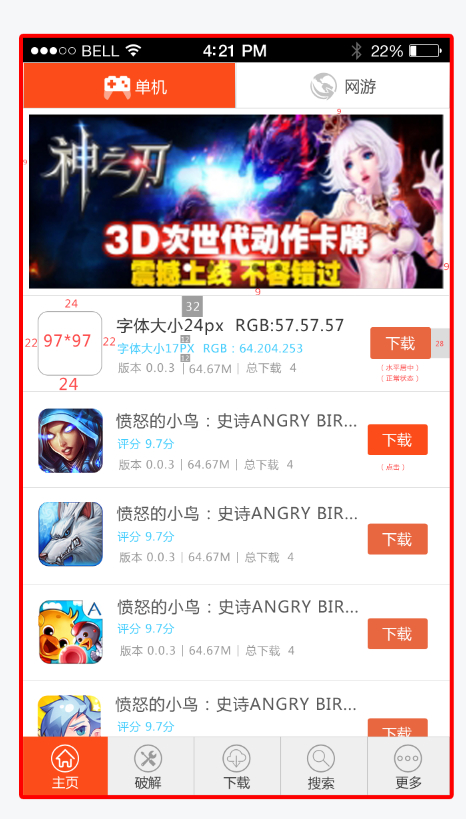 BELL 4:21 PM 22%
单机 网游
9
9
神之刃
3D次世代动作卡牌
震撼上线 不容错过
9
9
24
32
字体大小24px RGB:57.57.57
22 97*97 22
12
字体大小17PX RGB：64.204.253
下载 28
12
版本 0.0.3 | 64.67M | 总下载 4
（水平居中）
（正常状态）
24
愤怒的小鸟：史诗ANGRY BIR...
评分 9.7分
下载
版本 0.0.3 | 64.67M | 总下载 4
（点击）
愤怒的小鸟：史诗ANGRY BIR...
评分 9.7分
下载
版本 0.0.3 | 64.67M | 总下载 4
愤怒的小鸟：史诗ANGRY BIR...
A
评分 9.7分
下载
版本 0.0.3 | 64.67M | 总下载 4
愤怒的小鸟：史诗ANGRY BIR...
评分 9.7分
下载
主页 破解 下载 搜索 更多